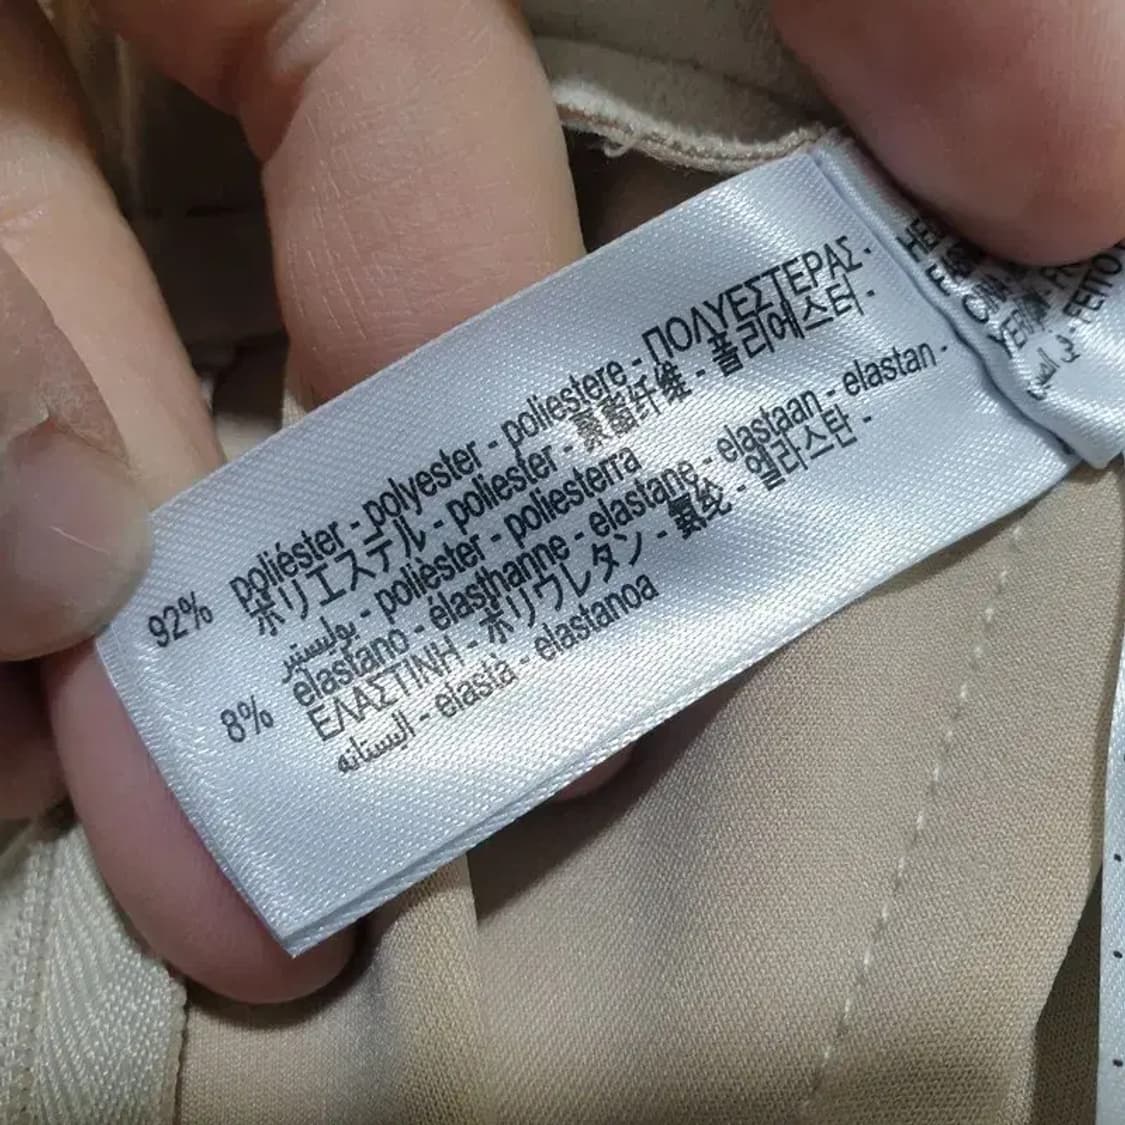 92% poliéster - polyester - poliestere - ΠΟΛΥΕΣΤΕΡΑΣ -
ポリエステル - poliester - 聚酯纤维 - 폴리에스터 -
بوليستير - polièster - poliesterra
8% elastano - élasthanne - elastane - elastaan - elastan -
ΕΛΑΣΤΙΝΗ - ポリウレタン - 氨纶 - 엘라스탄 -
اليستانه - elastà - elastanoa